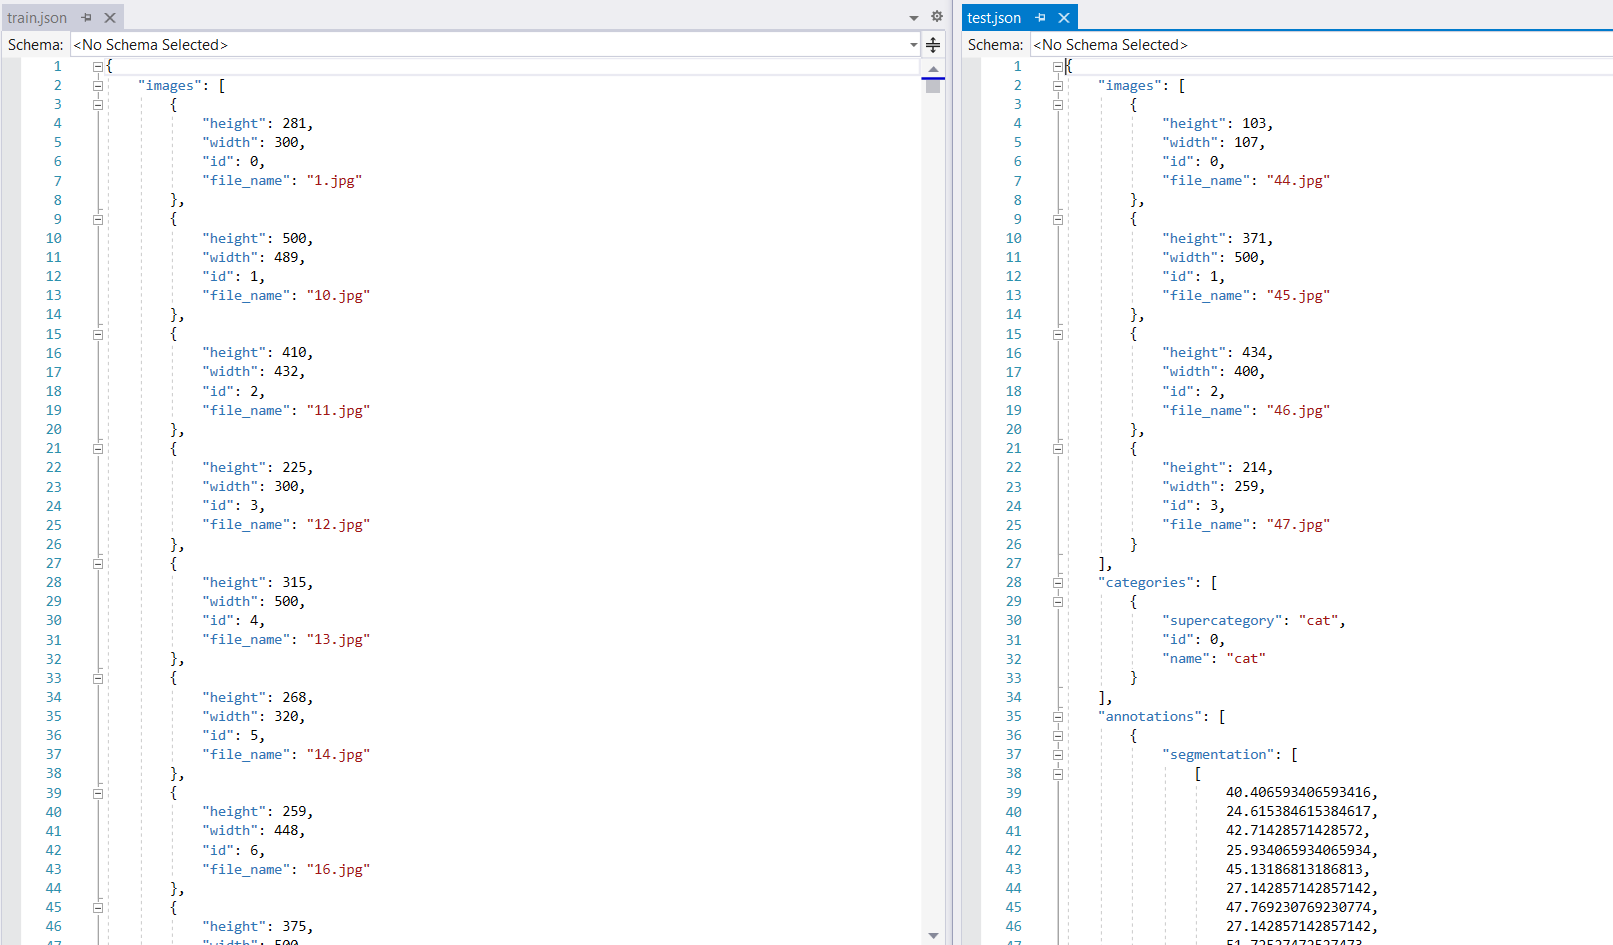 train.json
Schema: <No Schema Selected>
1 {
2 "images": [
3 {
4 "height": 281,
5 "width": 300,
6 "id": 0,
7 "file_name": "1.jpg"
8 },
9 {
10 "height": 500,
11 "width": 489,
12 "id": 1,
13 "file_name": "10.jpg"
14 },
15 {
16 "height": 410,
17 "width": 432,
18 "id": 2,
19 "file_name": "11.jpg"
20 },
21 {
22 "height": 225,
23 "width": 300,
24 "id": 3,
25 "file_name": "12.jpg"
26 },
27 {
28 "height": 315,
29 "width": 500,
30 "id": 4,
31 "file_name": "13.jpg"
32 },
33 {
34 "height": 268,
35 "width": 320,
36 "id": 5,
37 "file_name": "14.jpg"
38 },
39 {
40 "height": 259,
41 "width": 448,
42 "id": 6,
43 "file_name": "16.jpg"
44 },
45 {
46 "height": 375,
47 "width": 500,
test.json
Schema: <No Schema Selected>
1 {
2 "images": [
3 {
4 "height": 103,
5 "width": 107,
6 "id": 0,
7 "file_name": "44.jpg"
8 },
9 {
10 "height": 371,
11 "width": 500,
12 "id": 1,
13 "file_name": "45.jpg"
14 },
15 {
16 "height": 434,
17 "width": 400,
18 "id": 2,
19 "file_name": "46.jpg"
20 },
21 {
22 "height": 214,
23 "width": 259,
24 "id": 3,
25 "file_name": "47.jpg"
26 }
27 ],
28 "categories": [
29 {
30 "supercategory": "cat",
31 "id": 0,
32 "name": "cat"
33 }
34 ],
35 "annotations": [
36 {
37 "segmentation": [
38 [
39 40.406593406593416,
40 24.615384615384617,
41 42.71428571428572,
42 25.934065934065934,
43 45.13186813186813,
44 27.142857142857142,
45 47.769230769230774,
46 27.142857142857142,
47 51.72527472527473,